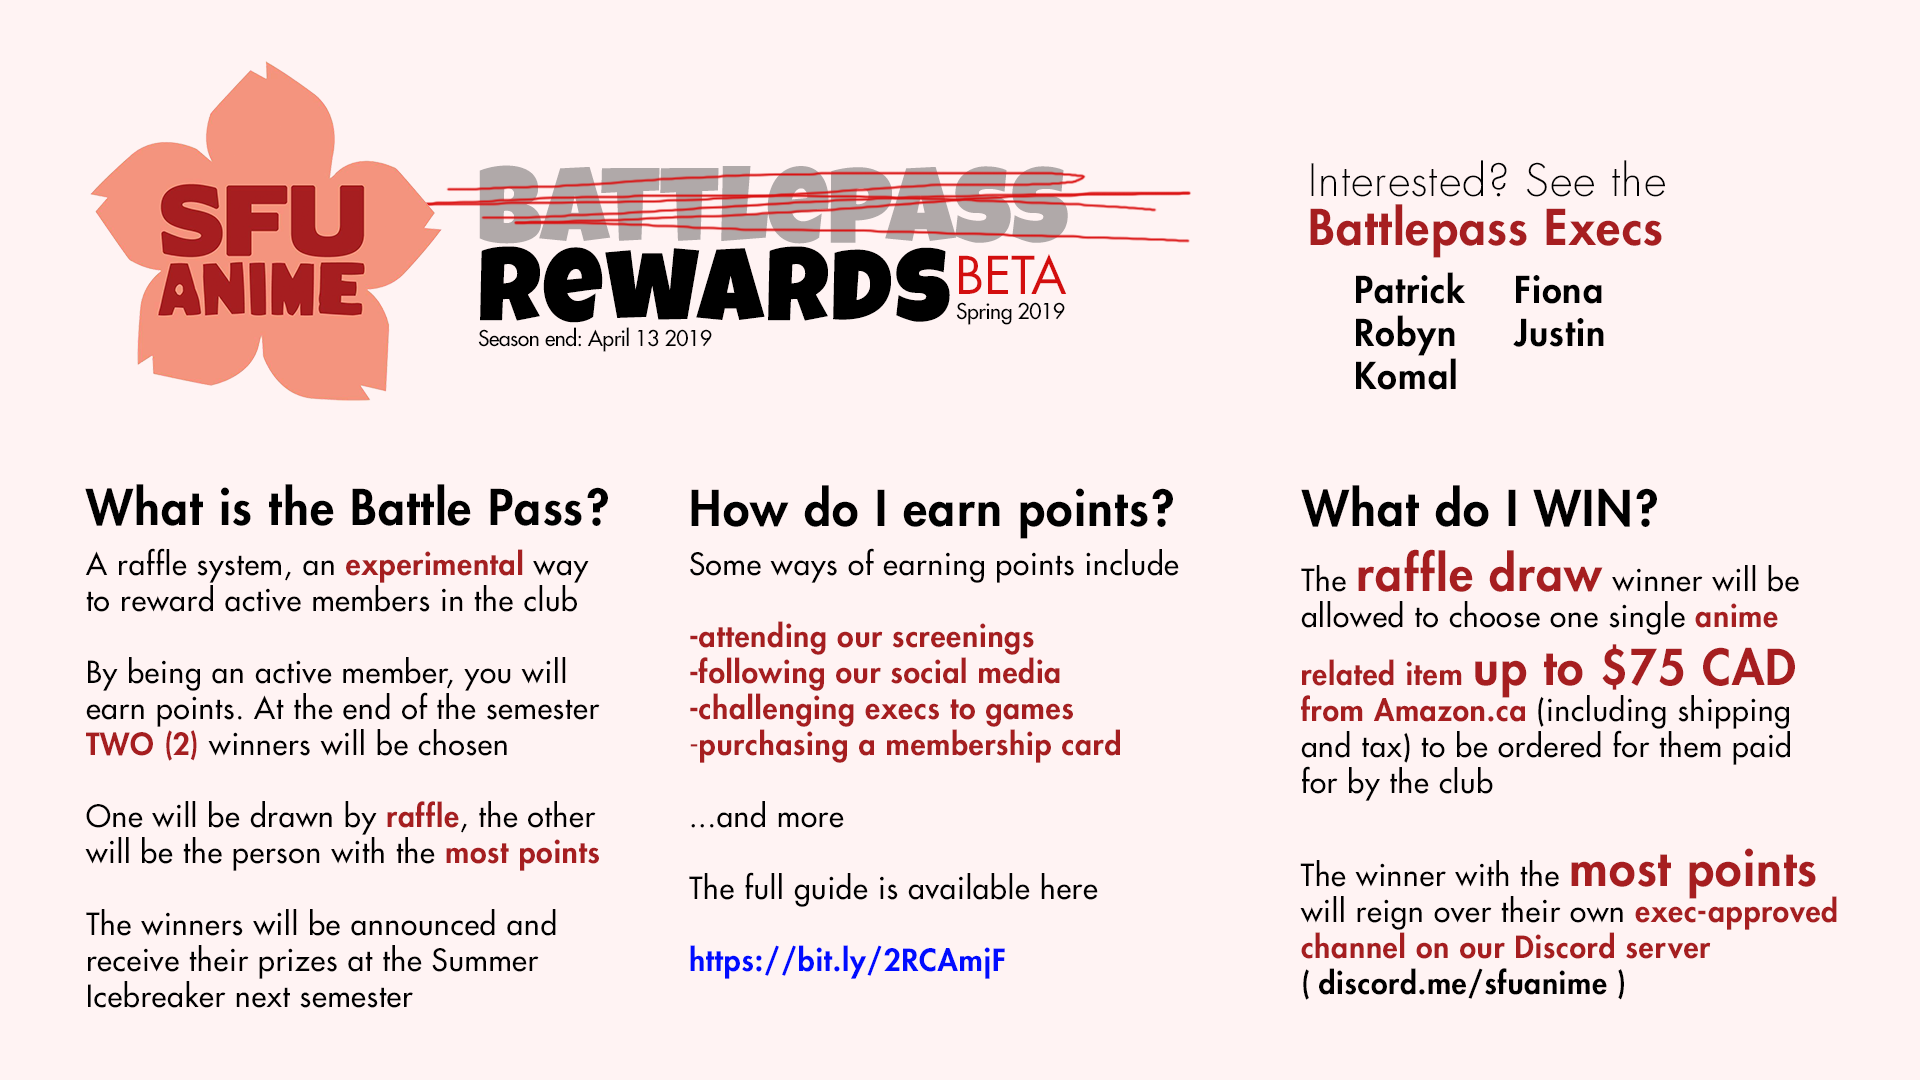 SFU
ANIME
BATTLEPASS
REWARDS BETA
Spring 2019
Season end: April 13 2019
Interested? See the
Battlepass Execs
Patrick Fiona
Robyn Justin
Komal
What is the Battle Pass?
A raffle system, an experimental way
to reward active members in the club
By being an active member, you will
earn points. At the end of the semester
TWO (2) winners will be chosen
One will be drawn by raffle, the other
will be the person with the most points
The winners will be announced and
receive their prizes at the Summer
Icebreaker next semester
How do I earn points?
Some ways of earning points include
-attending our screenings
-following our social media
-challenging execs to games
-purchasing a membership card
...and more
The full guide is available here
https://bit.ly/2RCAmjF
What do I WIN?
The raffle draw winner will be
allowed to choose one single anime
related item up to $75 CAD
from Amazon.ca (including shipping
and tax) to be ordered for them paid
for by the club
The winner with the most points
will reign over their own exec-approved
channel on our Discord server
( discord.me/sfuanime )